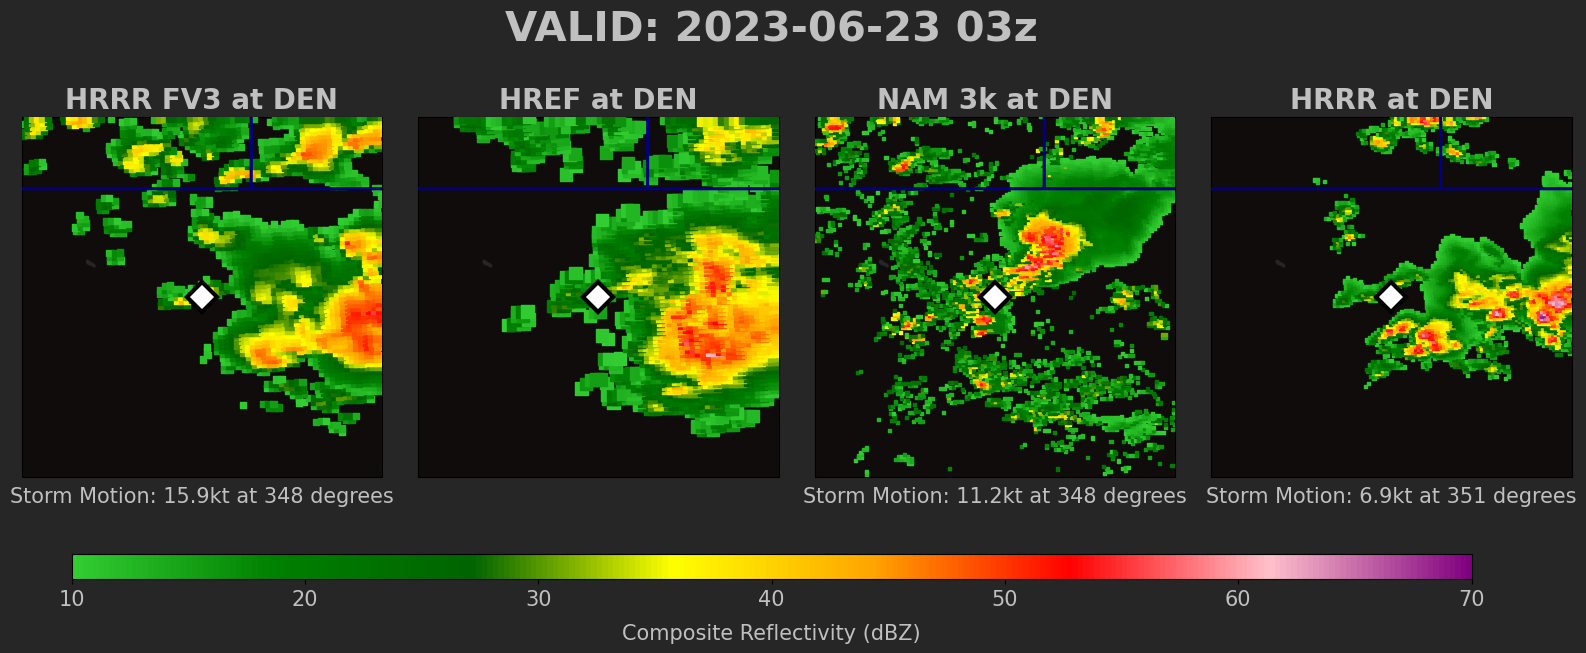 VALID: 2023-06-23 03z
HRRR FV3 at DEN
HREF at DEN
NAM 3k at DEN
HRRR at DEN
Storm Motion: 15.9kt at 348 degrees
Storm Motion: 11.2kt at 348 degrees
Storm Motion: 6.9kt at 351 degrees
10 20 30 40 50 60 70
Composite Reflectivity (dBZ)